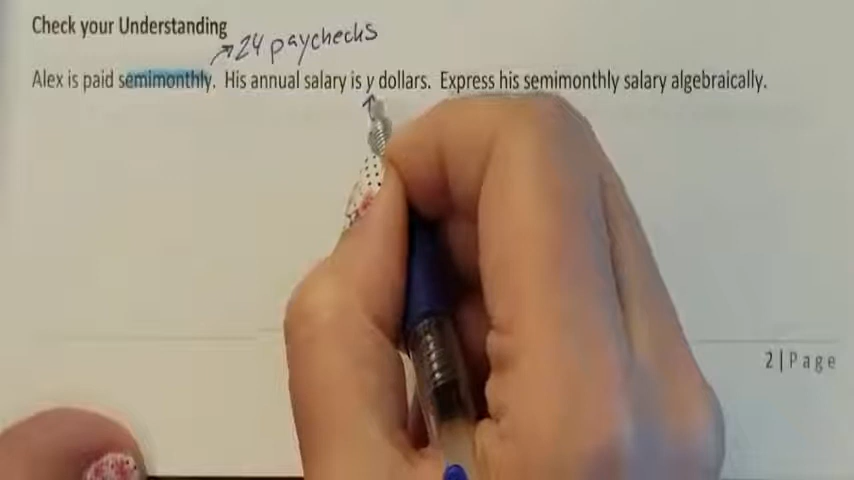 Check your Understanding
24 paychecks
Alex is paid semimonthly. His annual salary is y dollars. Express his semimonthly salary algebraically.
2 | Page